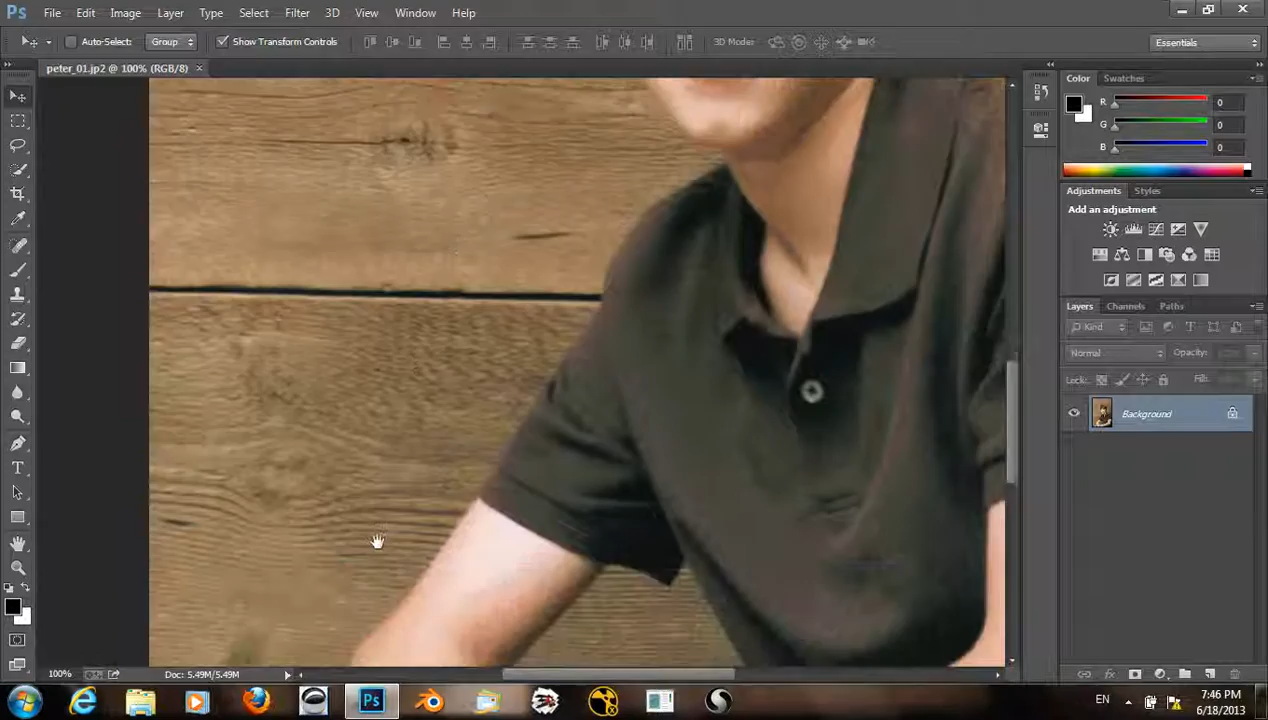 Ps File Edit Image Layer Type Select Filter 3D View Window Help
Auto-Select: Group Show Transform Controls 3D Mode: Essentials
peter_01.jp2 @ 100% (RGB/8) ×
Color Swatches
R 0
G 0
B 0
Adjustments Styles
Add an adjustment
Layers Channels Paths
Kind
Normal Opacity:
Lock: Fill:
Background
100% Doc: 5.49M/5.49M
EN 7:46 PM
6/18/2013